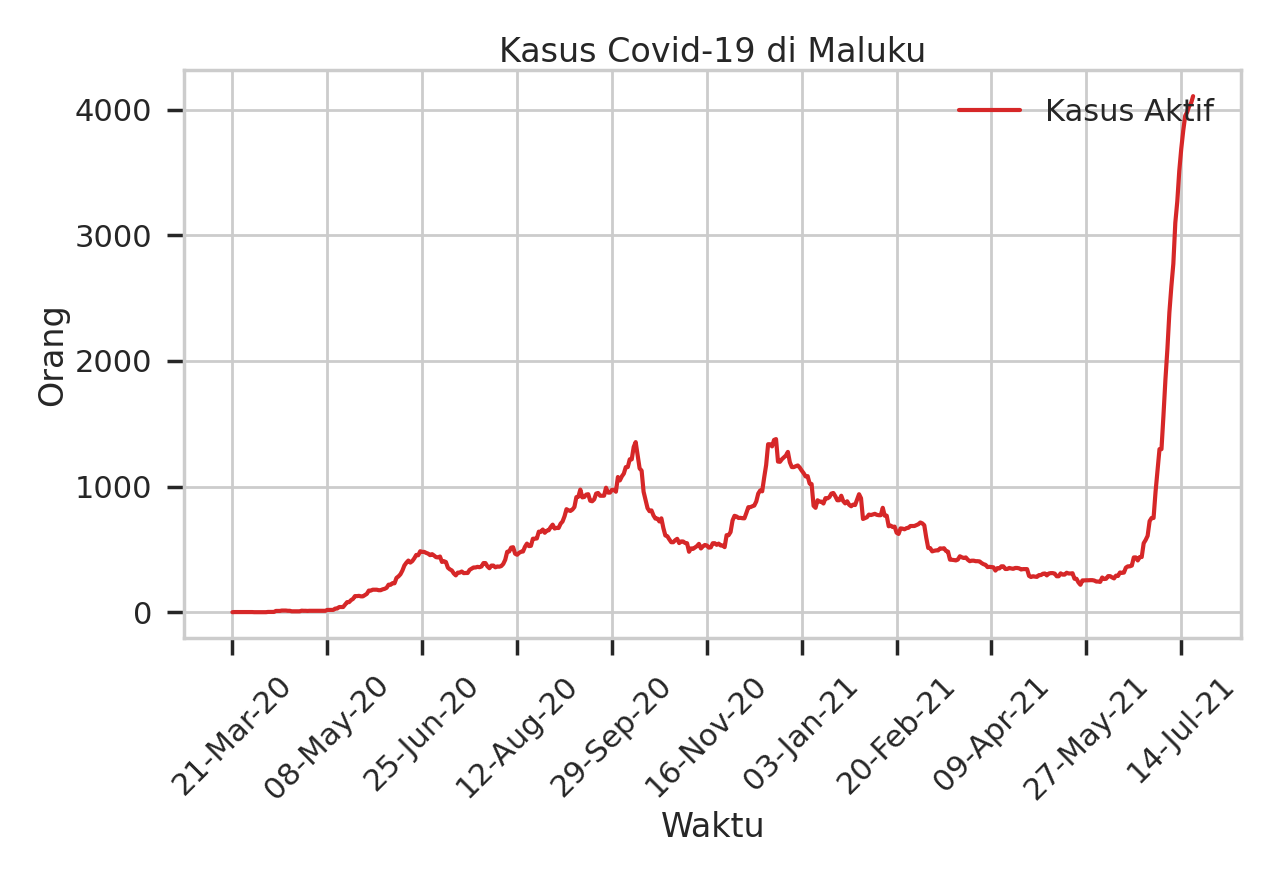 Kasus Covid-19 di Maluku
Kasus Aktif
4000
3000
2000
1000
0
Orang
21-Mar-20
08-May-20
25-Jun-20
12-Aug-20
29-Sep-20
16-Nov-20
03-Jan-21
20-Feb-21
09-Apr-21
27-May-21
14-Jul-21
Waktu